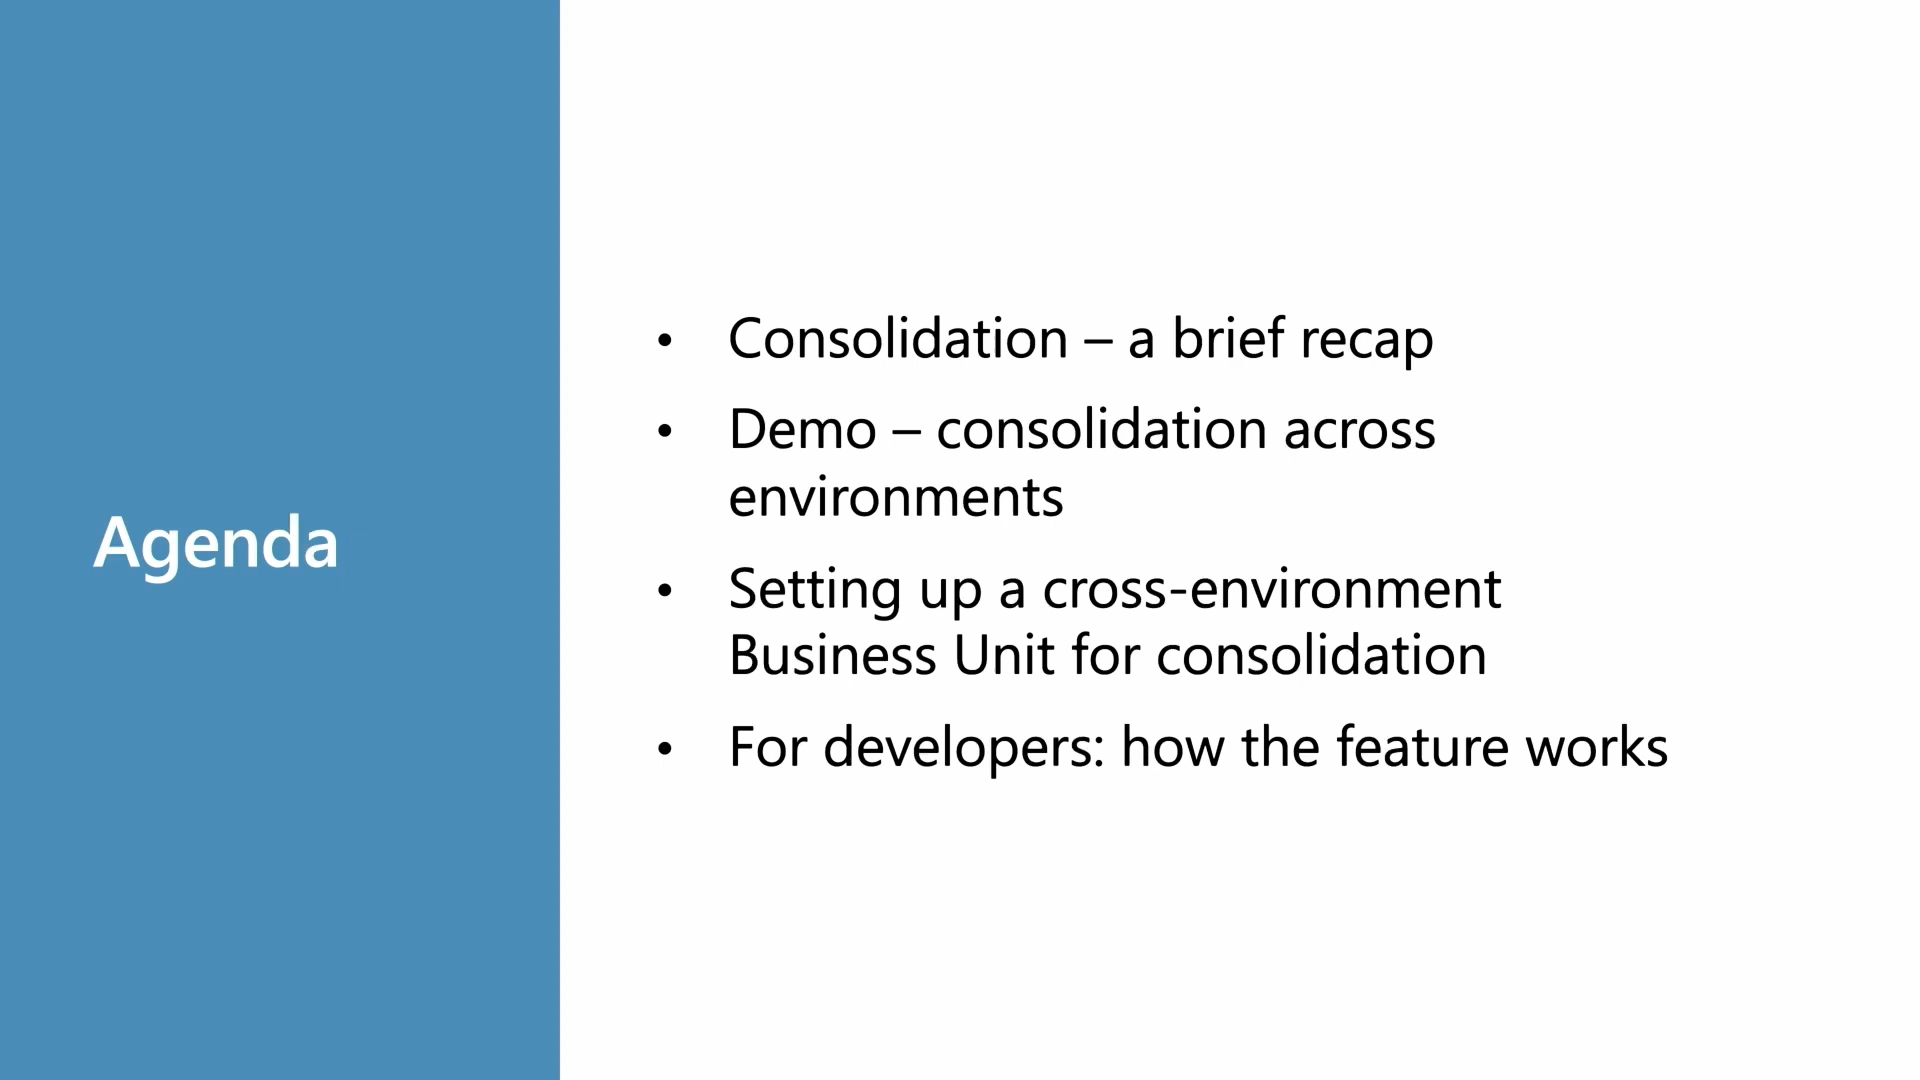 Agenda
• Consolidation – a brief recap
• Demo – consolidation across
environments
• Setting up a cross-environment
Business Unit for consolidation
• For developers: how the feature works